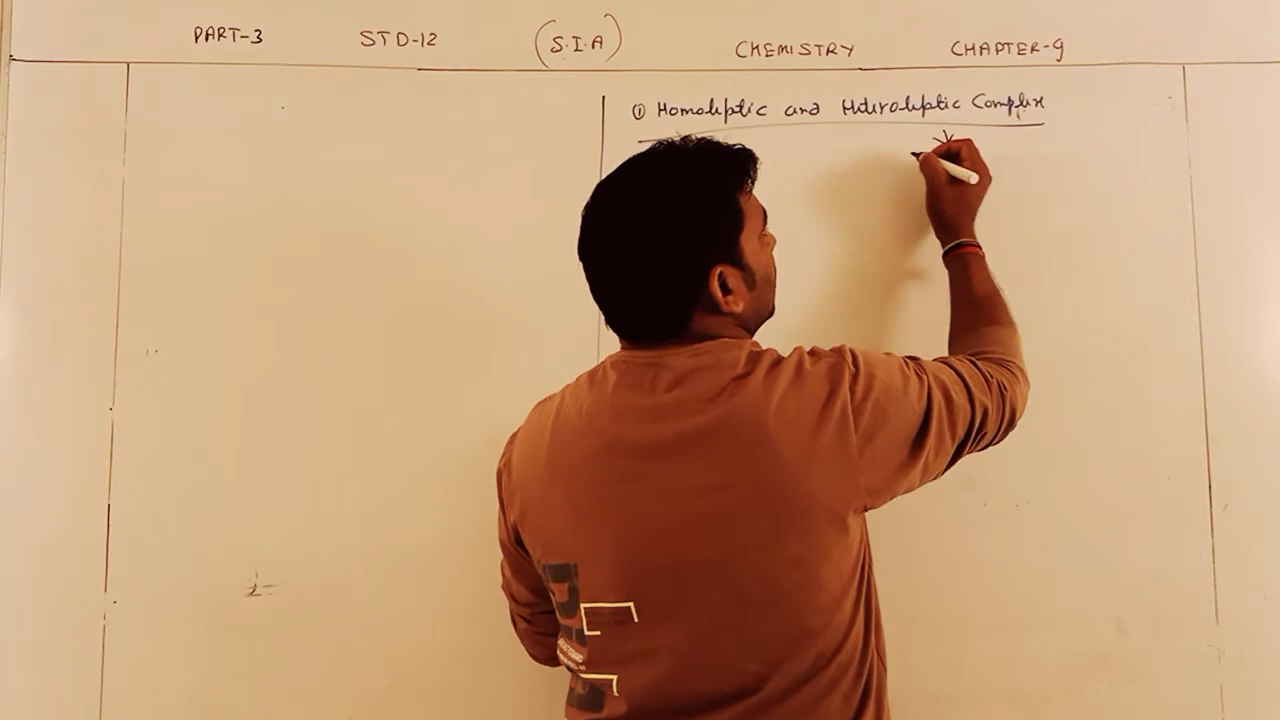 PART-3 STD-12 (S.I.A) CHEMISTRY CHAPTER-9
① Homoleptic and Heteroleptic Complex